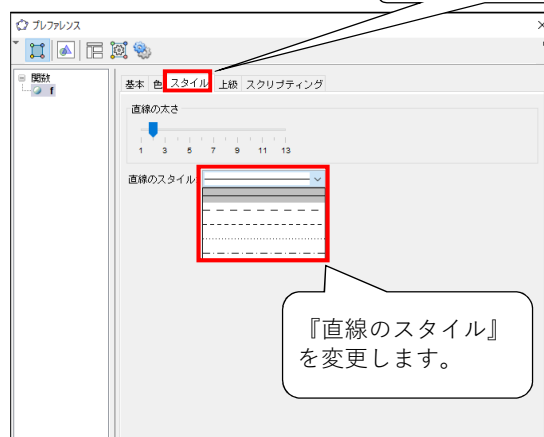 プレファレンス
関数
f
基本 色 スタイル 上級 スクリプティング
直線の太さ
1 3 5 7 9 11 13
直線のスタイル
『直線のスタイル』
を変更します。